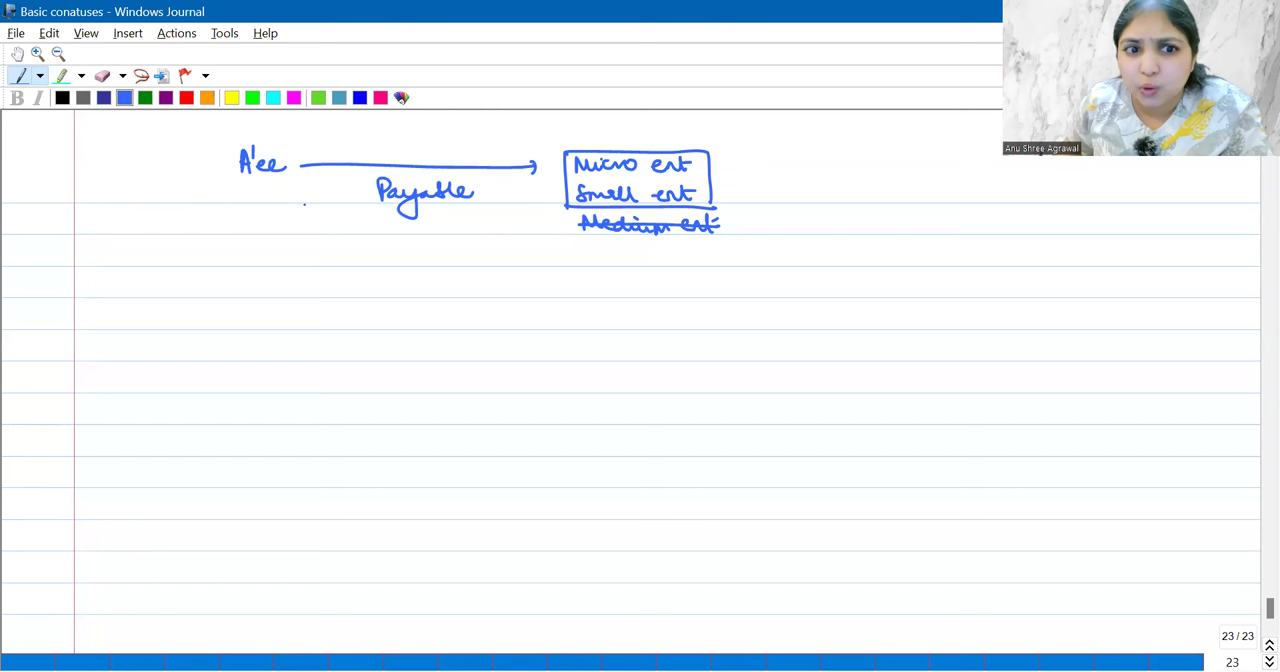 Basic conatuses - Windows Journal
File Edit View Insert Actions Tools Help
B I
Anu Shree Agrawal
A'ee Payable Micro ent
Small ent
Medium ent
23 / 23
23